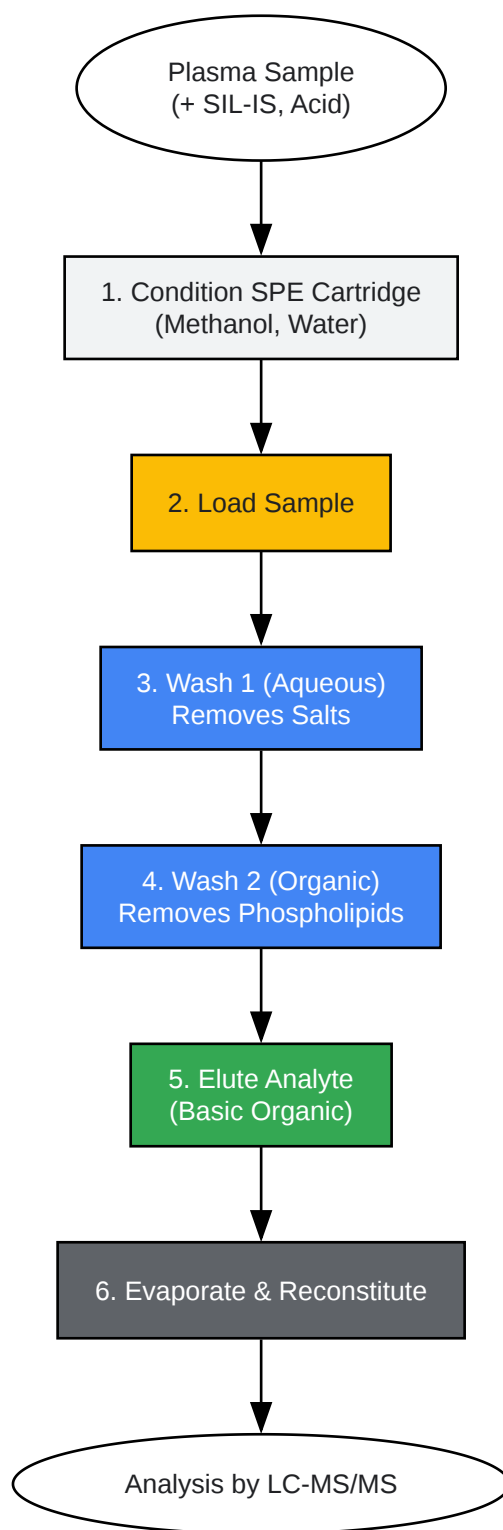 Plasma Sample
(+ SIL-IS, Acid)
1. Condition SPE Cartridge
(Methanol, Water)
2. Load Sample
3. Wash 1 (Aqueous)
Removes Salts
4. Wash 2 (Organic)
Removes Phospholipids
5. Elute Analyte
(Basic Organic)
6. Evaporate & Reconstitute
Analysis by LC-MS/MS